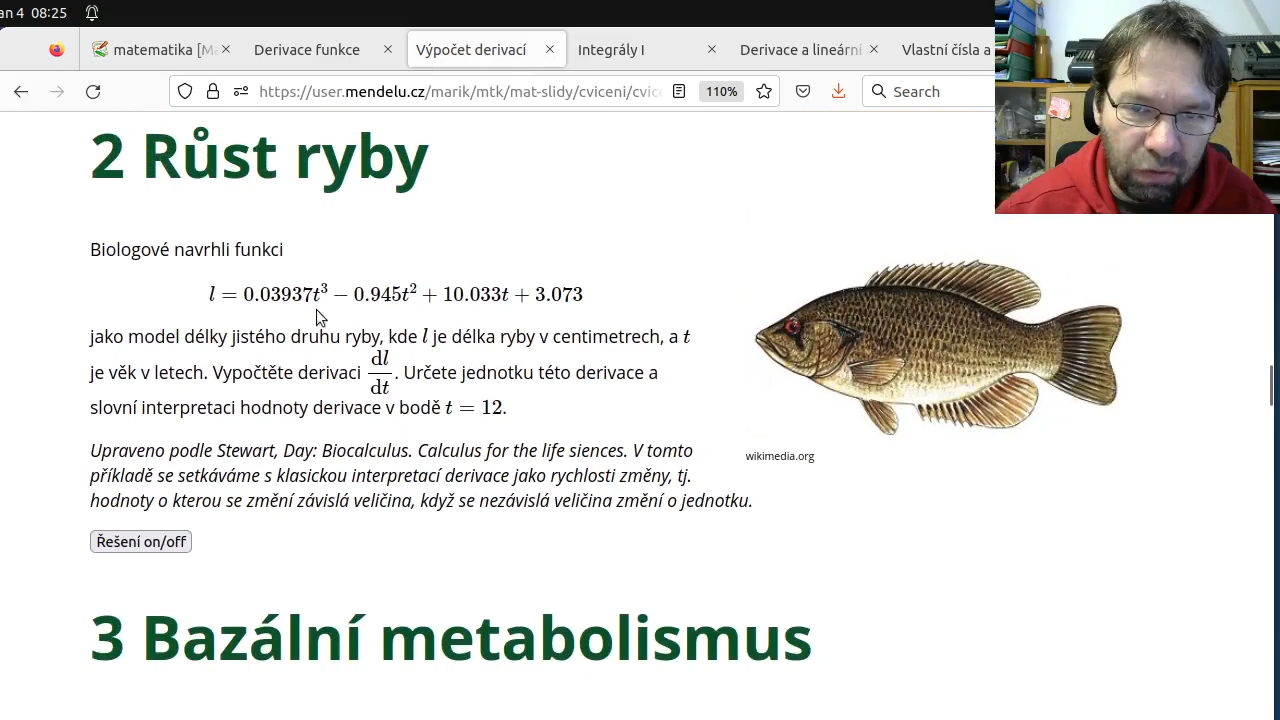 an 4 08:25
matematika [Ma
Derivace funkce
Výpočet derivací
Integrály I
Derivace a lineární
Vlastní čísla a
https://user.mendelu.cz/marik/mtk/mat-slidy/cviceni/cvice
110%
Search
2 Růst ryby
Biologové navrhli funkci
l = 0.03937t³ − 0.945t² + 10.033t + 3.073
jako model délky jistého druhu ryby, kde l je délka ryby v centimetrech, a t
je věk v letech. Vypočtěte derivaci dl/dt. Určete jednotku této derivace a
slovní interpretaci hodnoty derivace v bodě t = 12.
Upraveno podle Stewart, Day: Biocalculus. Calculus for the life siences. V tomto
příkladě se setkáváme s klasickou interpretací derivace jako rychlosti změny, tj.
hodnoty o kterou se změní závislá veličina, když se nezávislá veličina změní o jednotku.
wikimedia.org
Řešení on/off
3 Bazální metabolismus